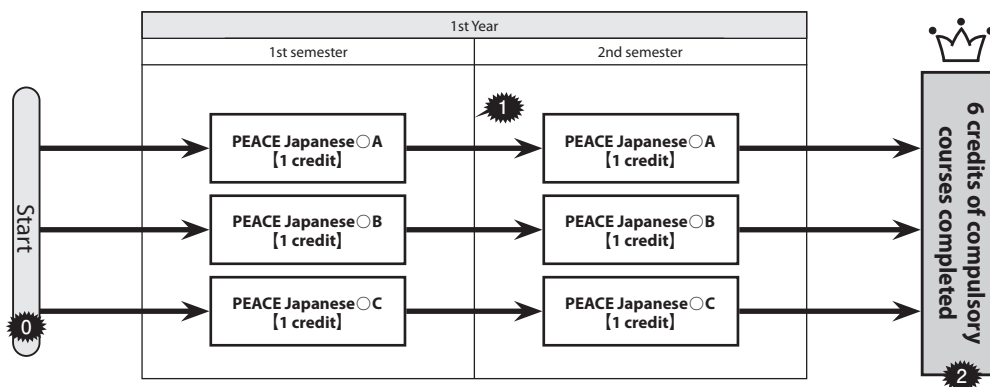 1st Year
1st semester
2nd semester
Start
0
PEACE Japanese○A
【1 credit】
1
PEACE Japanese○A
【1 credit】
PEACE Japanese○B
【1 credit】
PEACE Japanese○B
【1 credit】
PEACE Japanese○C
【1 credit】
PEACE Japanese○C
【1 credit】
6 credits of compulsory
courses completed
2